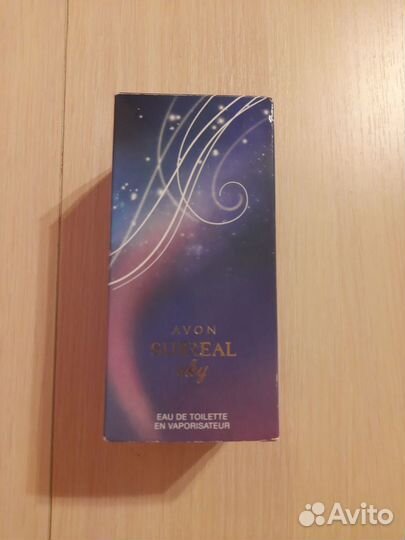 AVON
SURREAL
sky
EAU DE TOILETTE
EN VAPORISATEUR
Avito